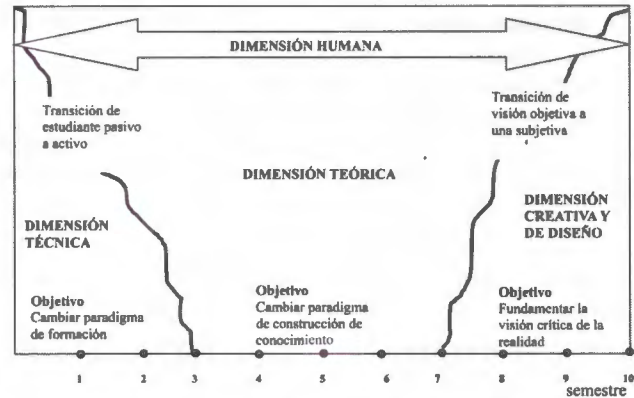 DIMENSIÓN HUMANA
Transición de
estudiante pasivo
a activo
Transición de
visión objetiva a
una subjetiva
DIMENSIÓN TEÓRICA
DIMENSIÓN
TÉCNICA
DIMENSIÓN
CREATIVA Y
DE DISEÑO
Objetivo
Cambiar paradigma
de formación
Objetivo
Cambiar paradigma
de construcción de
conocimiento
Objetivo
Fundamentar la
visión crítica de la
realidad
1 2 3 4 5 6 7 8 9 10
semestre